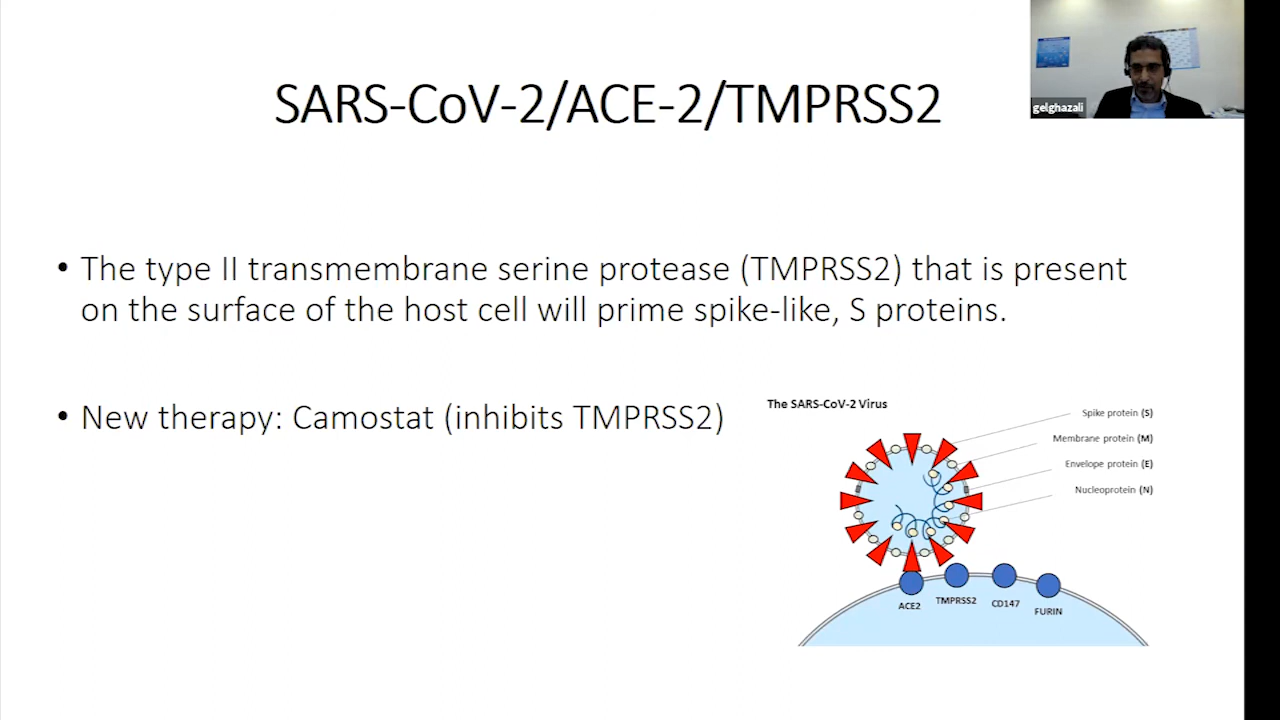 SARS-CoV-2/ACE-2/TMPRSS2
gelghazali
• The type II transmembrane serine protease (TMPRSS2) that is present
on the surface of the host cell will prime spike-like, S proteins.
• New therapy: Camostat (inhibits TMPRSS2)
The SARS-CoV-2 Virus
Spike protein (S)
Membrane protein (M)
Envelope protein (E)
Nucleoprotein (N)
ACE2
TMPRSS2
CD147
FURIN